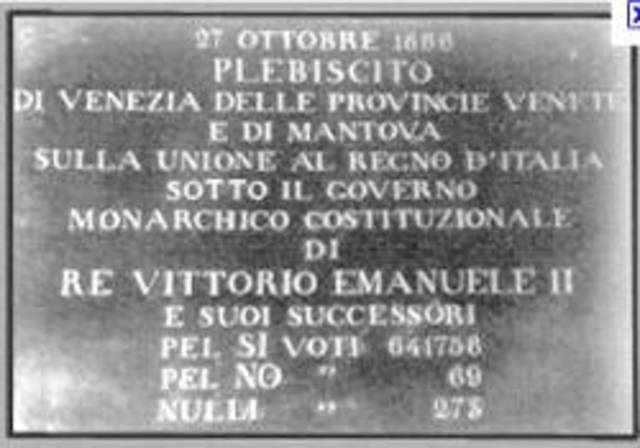 27 OTTOBRE 1866
PLEBISCITO
DI VENEZIA DELLE PROVINCIE VENETE
E DI MANTOVA
SULLA UNIONE AL REGNO D'ITALIA
SOTTO IL GOVERNO
MONARCHICO COSTITUZIONALE
DI
RE VITTORIO EMANUELE II
E SUOI SUCCESSORI
PEL SI VOTI 641758
PEL NO " 69
NULLI " 273